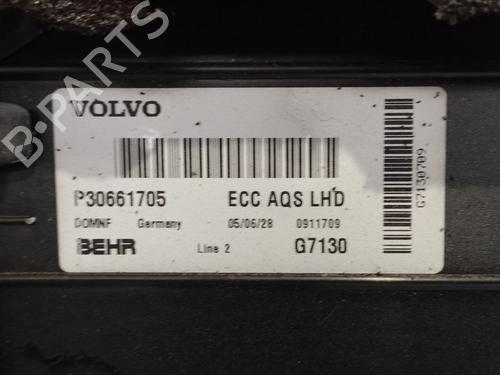 B-PARTS
VOLVO
P30661705 ECC AQS LHD
DOMNF Germany 05/06/28 0911709
BEHR Line 2 G7130
G7130709